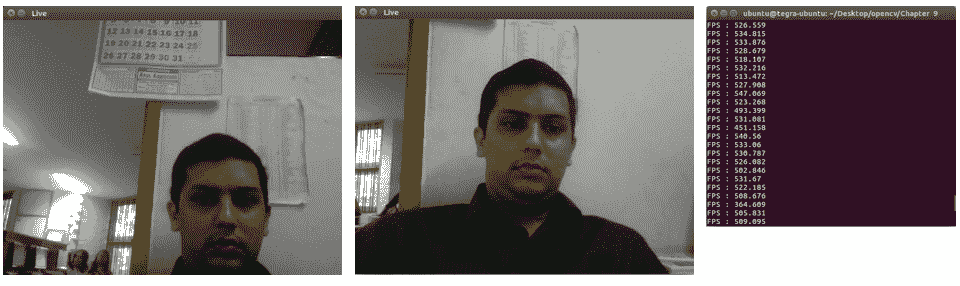 Live
12 13 14 15 16 17 18
19 20 21 22 23 24 25
26 27 28 29 30 31
Live
ubuntu@tegra-ubuntu: ~/Desktop/opencv/Chapter 9
FPS : 526.559
FPS : 534.815
FPS : 533.876
FPS : 528.679
FPS : 518.107
FPS : 532.216
FPS : 513.472
FPS : 527.908
FPS : 547.069
FPS : 523.268
FPS : 493.399
FPS : 531.081
FPS : 451.158
FPS : 540.56
FPS : 533.06
FPS : 530.787
FPS : 526.082
FPS : 502.846
FPS : 531.67
FPS : 522.185
FPS : 508.676
FPS : 364.609
FPS : 505.831
FPS : 509.095